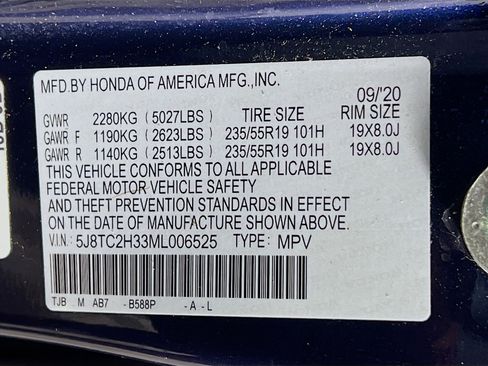 MFD.BY HONDA OF AMERICA MFG.,INC.
09/'20
GVWR 2280KG (5027LBS) TIRE SIZE RIM SIZE
GAWR F 1190KG (2623LBS) 235/55R19 101H 19X8.0J
GAWR R 1140KG (2513LBS) 235/55R19 101H 19X8.0J
THIS VEHICLE CONFORMS TO ALL APPLICABLE
FEDERAL MOTOR VEHICLE SAFETY
AND THEFT PREVENTION STANDARDS IN EFFECT
ON THE DATE OF MANUFACTURE SHOWN ABOVE.
V.I.N: 5J8TC2H33ML006525 TYPE: MPV
TJB M AB7 -B588P -A-L